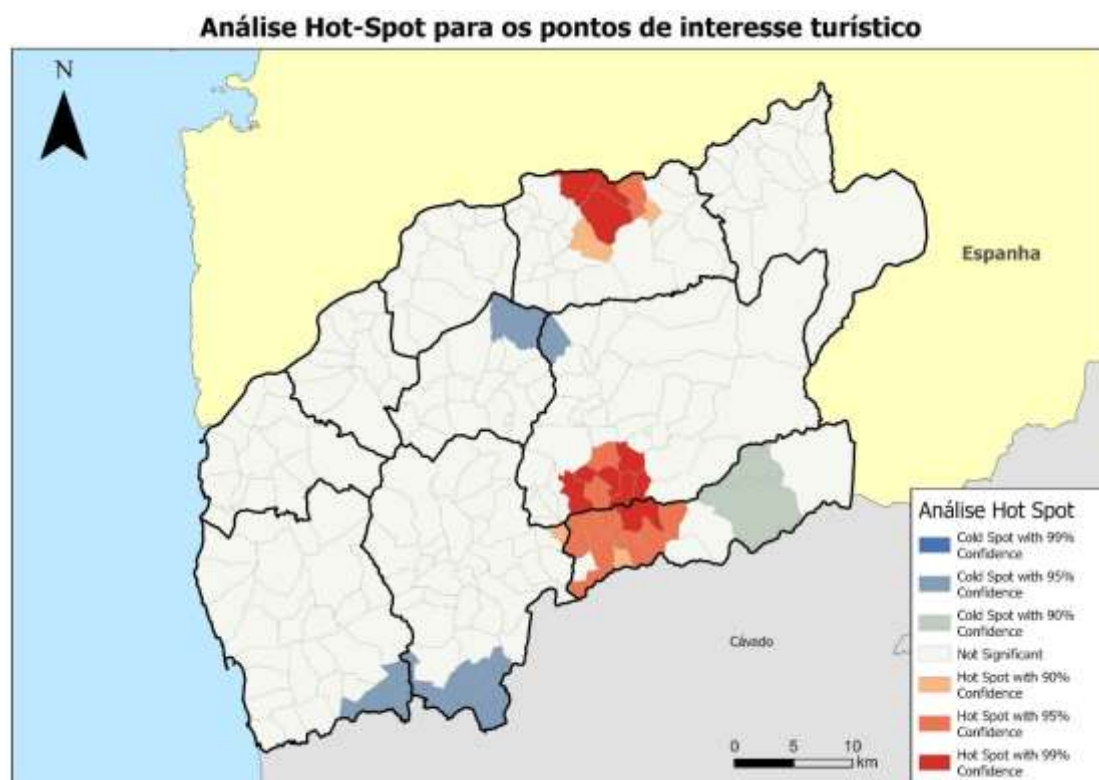 Análise Hot-Spot para os pontos de interesse turístico
N
Espanha
Cávado
Análise Hot Spot
Cold Spot with 99%
Confidence
Cold Spot with 95%
Confidence
Cold Spot with 90%
Confidence
Not Significant
Hot Spot with 90%
Confidence
Hot Spot with 95%
Confidence
Hot Spot with 99%
Confidence
0 5 10
km